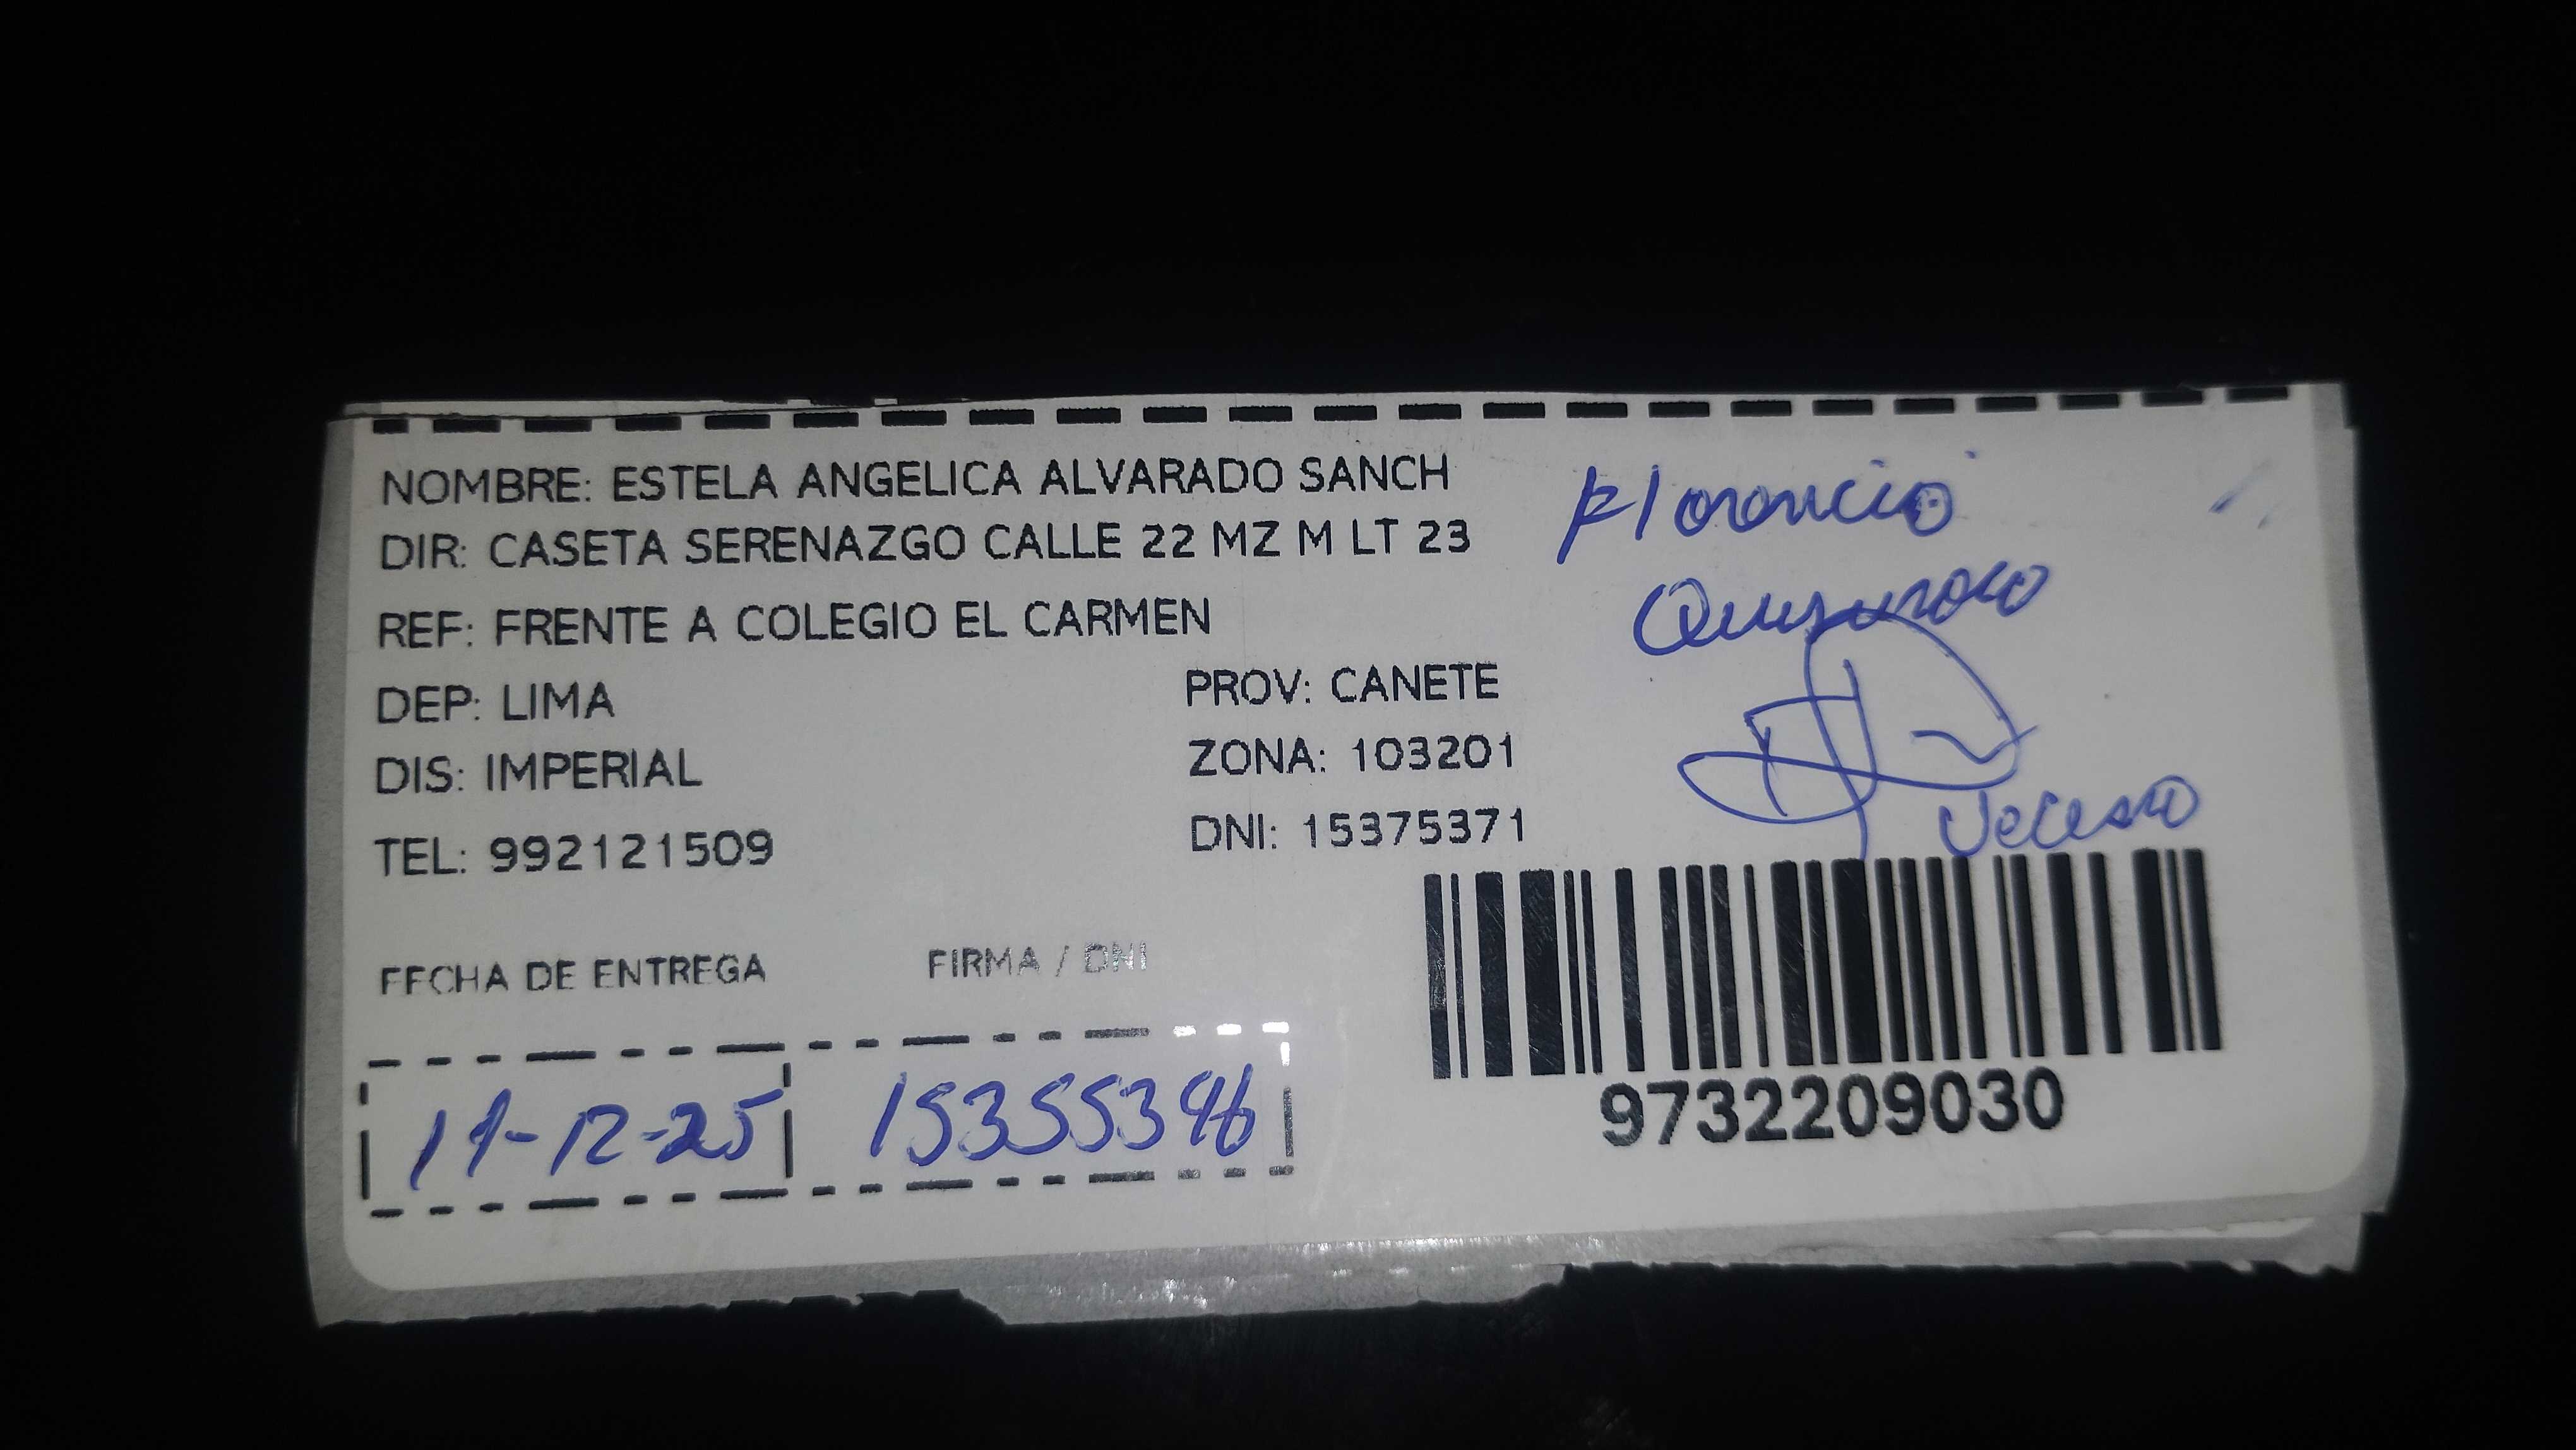 NOMBRE: ESTELA ANGELICA ALVARADO SANCH
DIR: CASETA SERENAZGO CALLE 22 MZ M LT 23
REF: FRENTE A COLEGIO EL CARMEN
DEP: LIMA
PROV: CANETE
DIS: IMPERIAL
ZONA: 103201
TEL: 992121509
DNI: 15375371
FECHA DE ENTREGA
FIRMA / DNI
11-12-25
9732209030